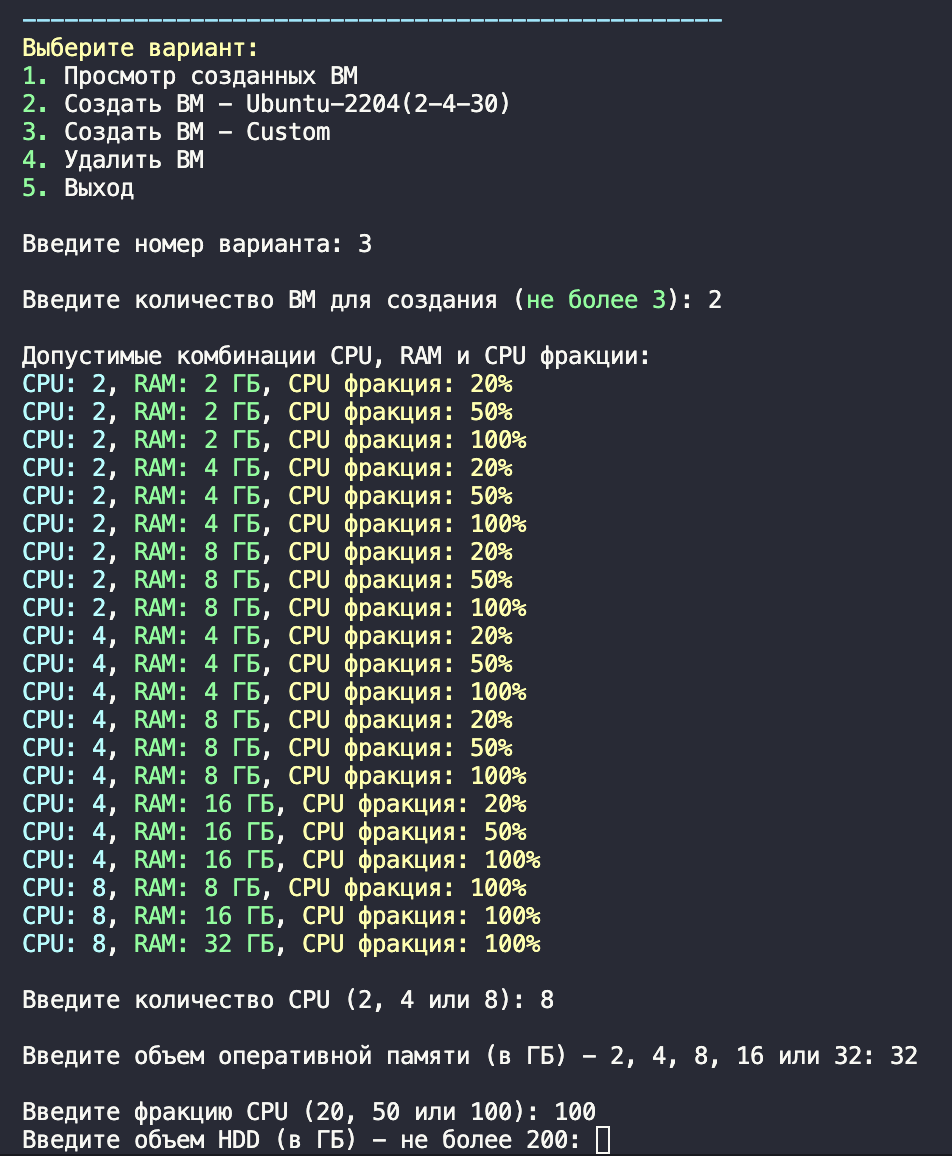 --------------------------------------------------
Выберите вариант:
1. Просмотр созданных ВМ
2. Создать ВМ - Ubuntu-2204(2-4-30)
3. Создать ВМ - Custom
4. Удалить ВМ
5. Выход
Введите номер варианта: 3
Введите количество ВМ для создания (не более 3): 2
Допустимые комбинации CPU, RAM и CPU фракции:
CPU: 2, RAM: 2 ГБ, CPU фракция: 20%
CPU: 2, RAM: 2 ГБ, CPU фракция: 50%
CPU: 2, RAM: 2 ГБ, CPU фракция: 100%
CPU: 2, RAM: 4 ГБ, CPU фракция: 20%
CPU: 2, RAM: 4 ГБ, CPU фракция: 50%
CPU: 2, RAM: 4 ГБ, CPU фракция: 100%
CPU: 2, RAM: 8 ГБ, CPU фракция: 20%
CPU: 2, RAM: 8 ГБ, CPU фракция: 50%
CPU: 2, RAM: 8 ГБ, CPU фракция: 100%
CPU: 4, RAM: 4 ГБ, CPU фракция: 20%
CPU: 4, RAM: 4 ГБ, CPU фракция: 50%
CPU: 4, RAM: 4 ГБ, CPU фракция: 100%
CPU: 4, RAM: 8 ГБ, CPU фракция: 20%
CPU: 4, RAM: 8 ГБ, CPU фракция: 50%
CPU: 4, RAM: 8 ГБ, CPU фракция: 100%
CPU: 4, RAM: 16 ГБ, CPU фракция: 20%
CPU: 4, RAM: 16 ГБ, CPU фракция: 50%
CPU: 4, RAM: 16 ГБ, CPU фракция: 100%
CPU: 8, RAM: 8 ГБ, CPU фракция: 100%
CPU: 8, RAM: 16 ГБ, CPU фракция: 100%
CPU: 8, RAM: 32 ГБ, CPU фракция: 100%
Введите количество CPU (2, 4 или 8): 8
Введите объем оперативной памяти (в ГБ) - 2, 4, 8, 16 или 32: 32
Введите фракцию CPU (20, 50 или 100): 100
Введите объем HDD (в ГБ) - не более 200: